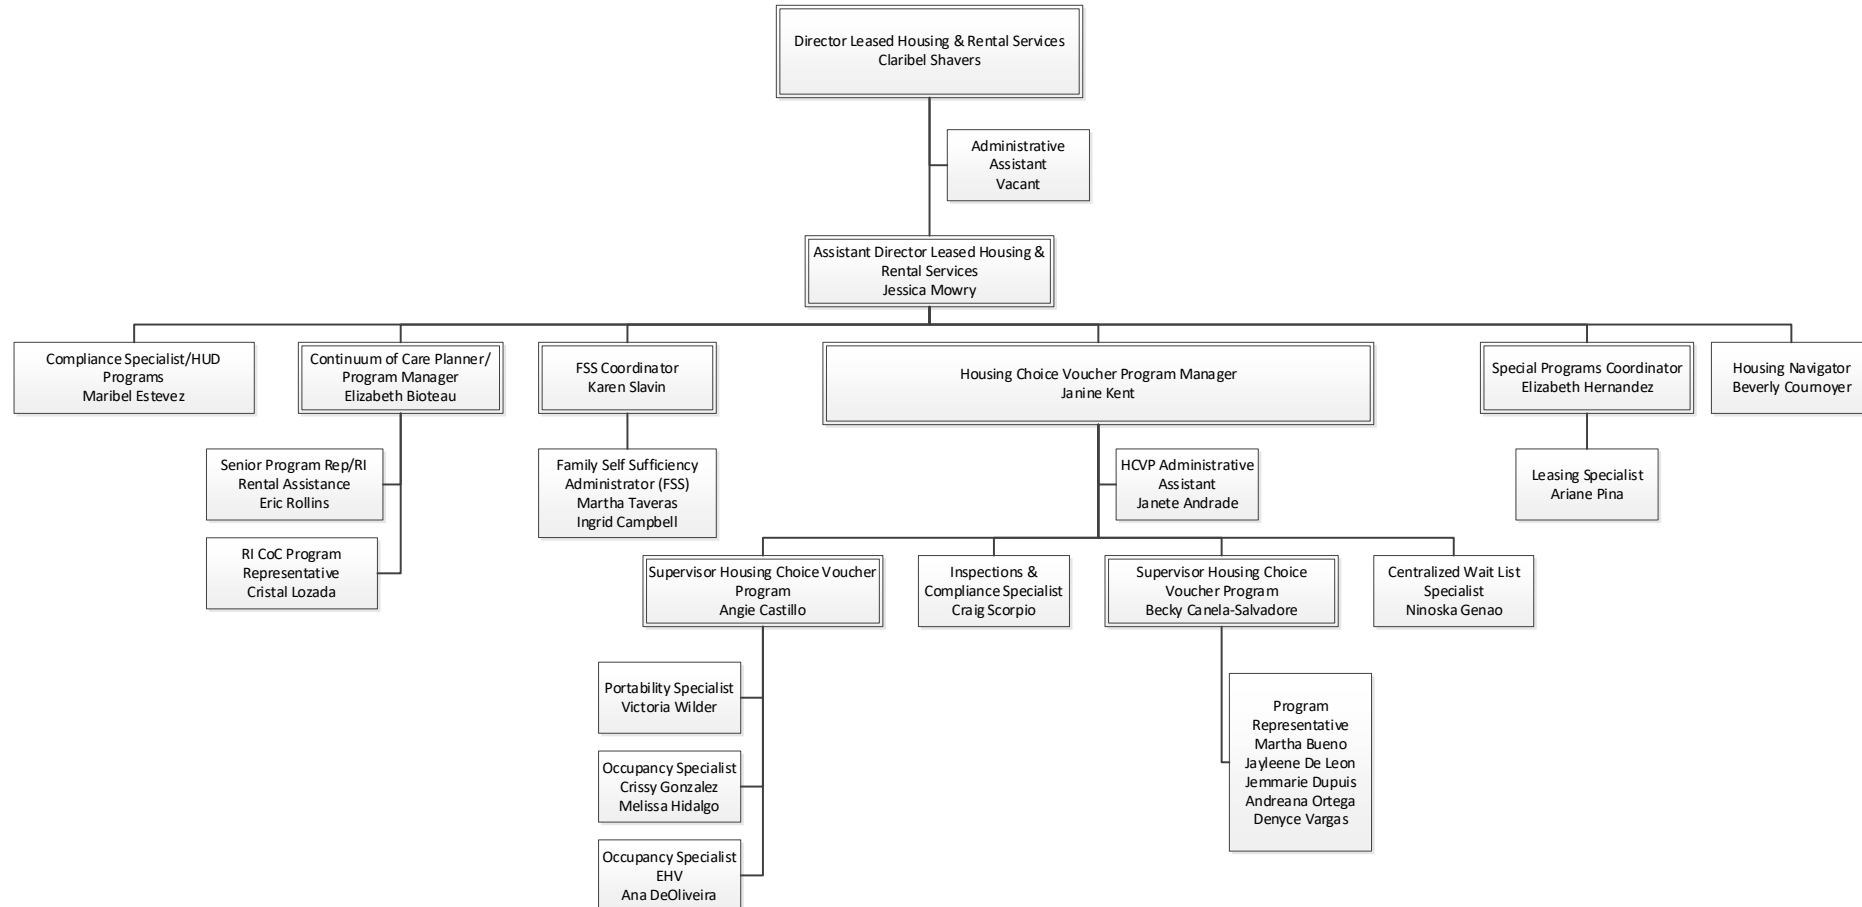 Director Leased Housing & Rental Services
Claribel Shavers
Administrative
Assistant
Vacant
Assistant Director Leased Housing &
Rental Services
Jessica Mowry
Compliance Specialist/HUD
Programs
Maribel Estevez
Continuum of Care Planner/
Program Manager
Elizabeth Bioteau
FSS Coordinator
Karen Slavin
Housing Choice Voucher Program Manager
Janine Kent
Special Programs Coordinator
Elizabeth Hernandez
Housing Navigator
Beverly Cournoyer
Senior Program Rep/RI
Rental Assistance
Eric Rollins
Family Self Sufficiency
Administrator (FSS)
Martha Taveras
Ingrid Campbell
HCVP Administrative
Assistant
Janete Andrade
Leasing Specialist
Ariane Pina
RI CoC Program
Representative
Cristal Lozada
Supervisor Housing Choice Voucher
Program
Angie Castillo
Inspections &
Compliance Specialist
Craig Scorpio
Supervisor Housing Choice
Voucher Program
Becky Canela-Salvadore
Centralized Wait List
Specialist
Ninoska Genao
Portability Specialist
Victoria Wilder
Occupancy Specialist
Crissy Gonzalez
Melissa Hidalgo
Occupancy Specialist
EHV
Ana DeOliveira
Program
Representative
Martha Bueno
Jayleene De Leon
Jemmarie Dupuis
Andreana Ortega
Denyce Vargas